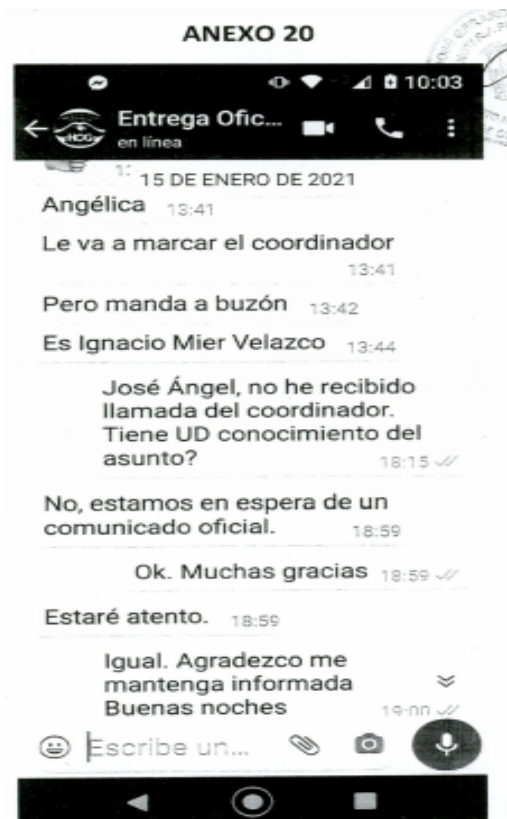 ANEXO 20
10:03
Entrega Ofic...
en línea
15 DE ENERO DE 2021
Angélica 13:41
Le va a marcar el coordinador
13:41
Pero manda a buzón 13:42
Es Ignacio Mier Velazco 13:44
José Ángel, no he recibido
llamada del coordinador.
Tiene UD conocimiento del
asunto? 18:15
No, estamos en espera de un
comunicado oficial. 18:59
Ok. Muchas gracias 18:59
Estaré atento. 18:59
Igual. Agradezco me
mantenga informada
Buenas noches 19:00
Escribe un...